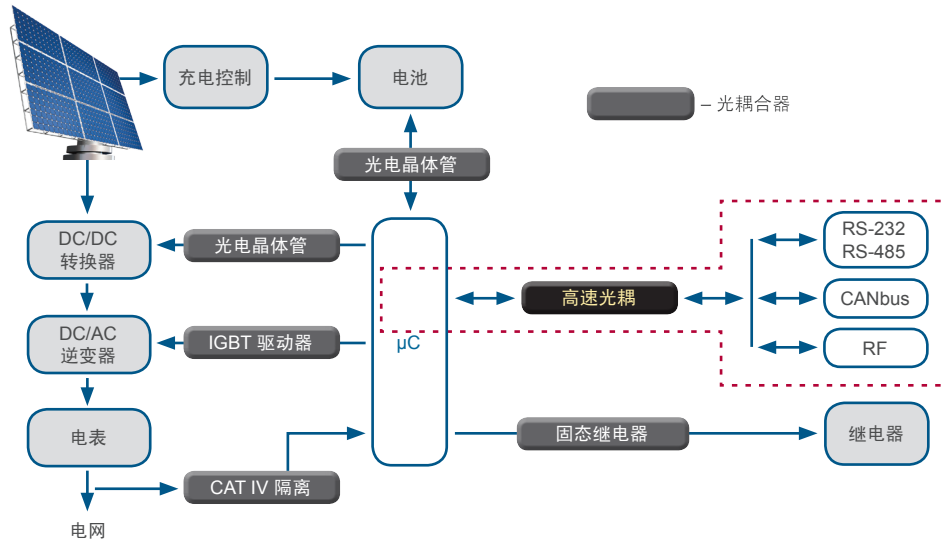 充电控制
电池
– 光耦合器
光电晶体管
DC/DC
转换器
光电晶体管
RS-232
RS-485
高速光耦
CANbus
DC/AC
逆变器
IGBT 驱动器
μC
RF
电表
固态继电器
继电器
CAT IV 隔离
电网